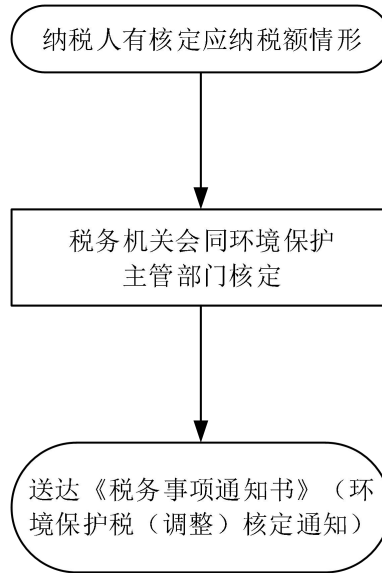 纳税人有核定应纳税额情形
税务机关会同环境保护
主管部门核定
送达《税务事项通知书》（环
境保护税（调整）核定通知）